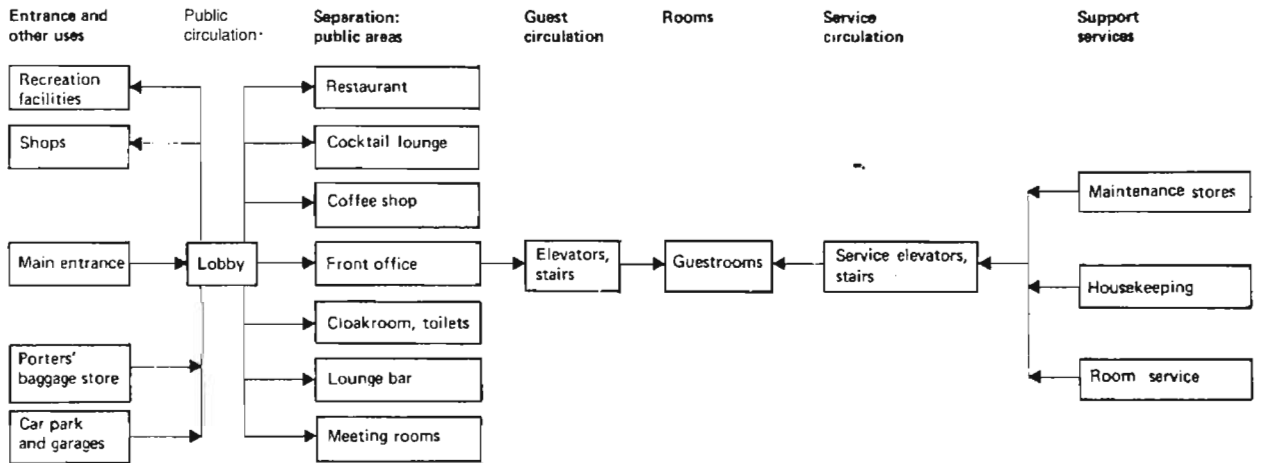 Entrance and
other uses
Public
circulation
Separation:
public areas
Guest
circulation
Rooms
Service
circulation
Support
services
Recreation
facilities
Shops
Main entrance
Porters'
baggage store
Car park
and garages
Lobby
Restaurant
Cocktail lounge
Coffee shop
Front office
Cloakroom, toilets
Lounge bar
Meeting rooms
Elevators,
stairs
Guestrooms
Service elevators,
stairs
Maintenance stores
Housekeeping
Room service